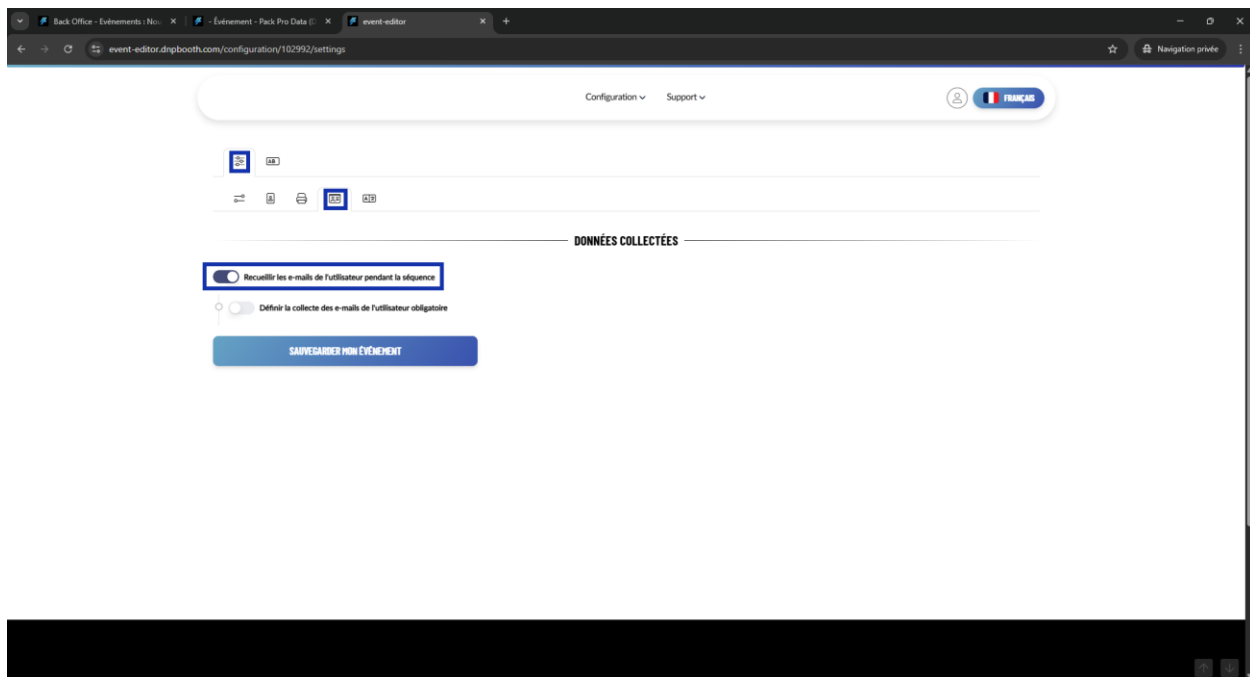 Back Office - Evènements : Nou
- Événement - Pack Pro Data (D
event-editor
event-editor.dnpbooth.com/configuration/102992/settings
Navigation privée
Configuration
Support
FRANÇAIS
AB
DONNÉES COLLECTÉES
Recueillir les e-mails de l'utilisateur pendant la séquence
Définir la collecte des e-mails de l'utilisateur obligatoire
SAUVEGARDER MON ÉVÉNEMENT